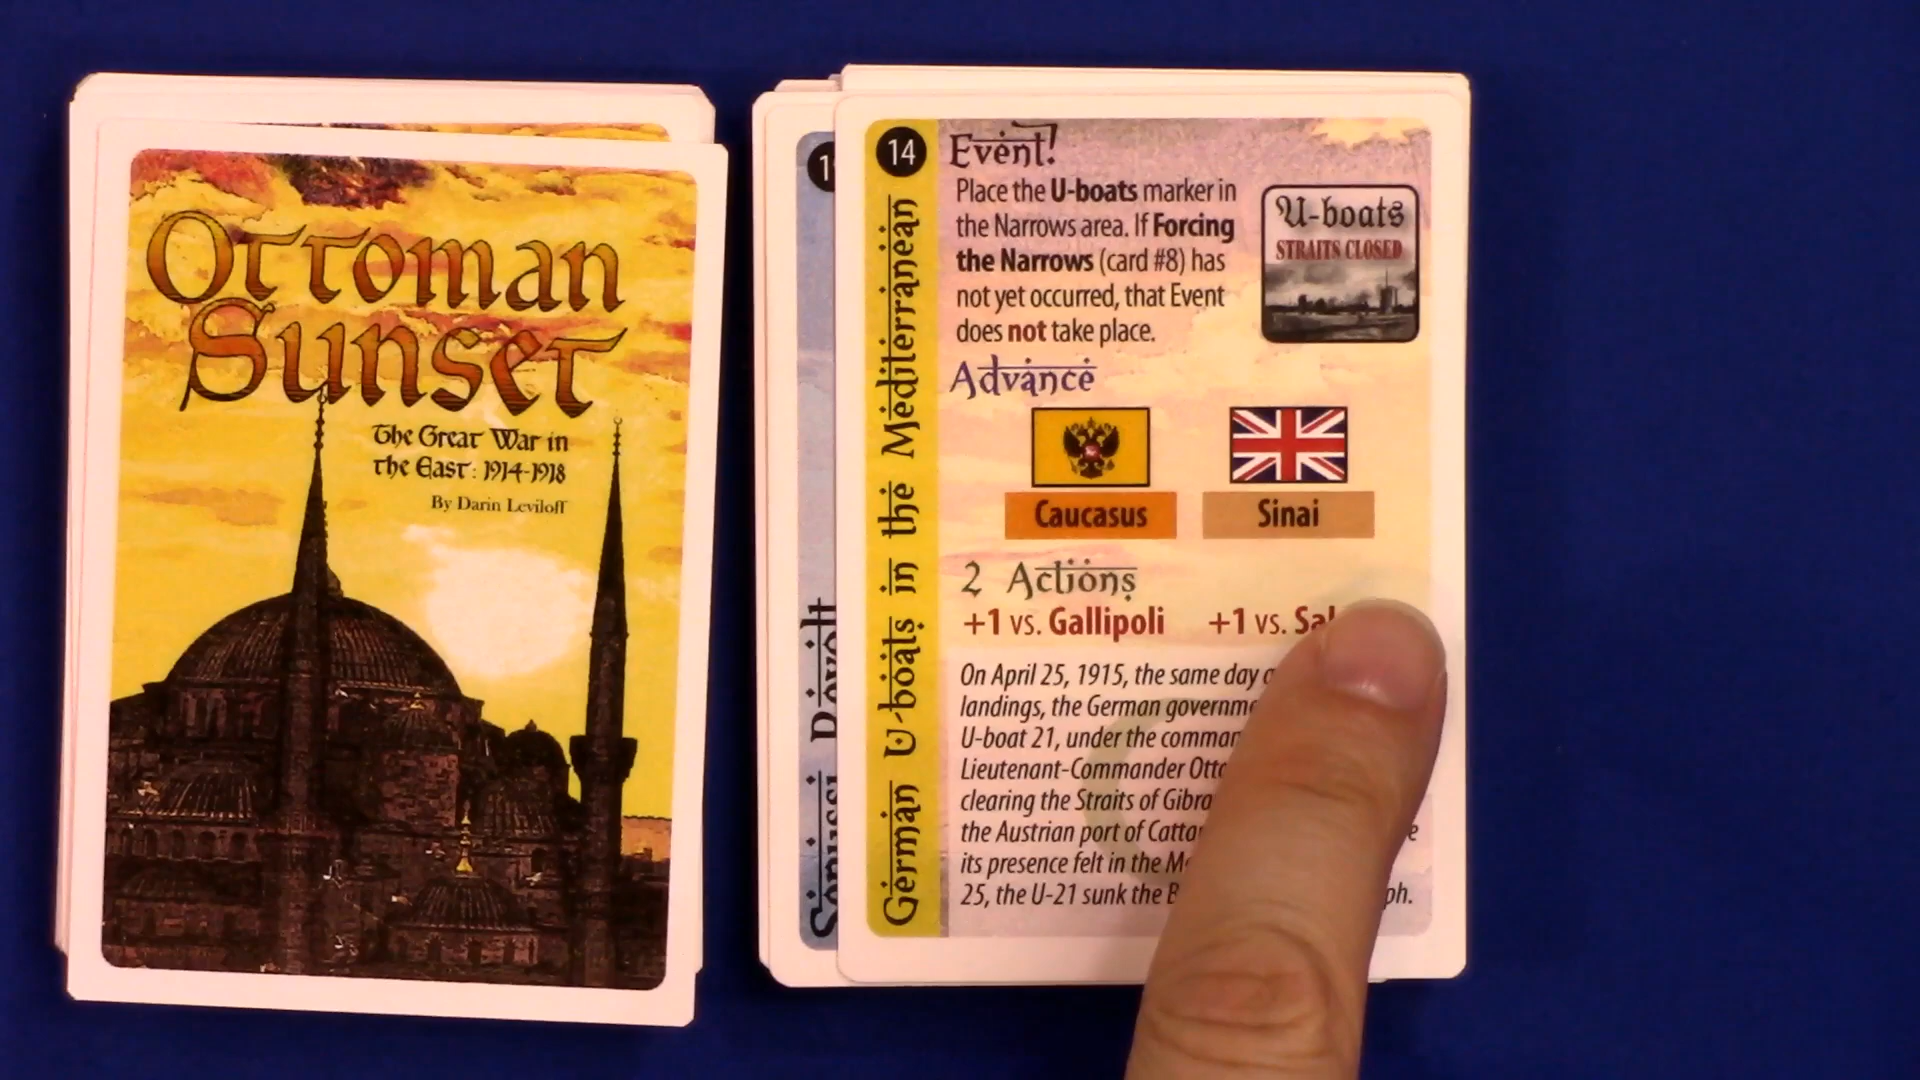 Ottoman
Sunset
The Great War in
the East: 1914-1918
By Darin Leviloff
Senussi Revolt
14
German U-boats in the Mediterranean
Event!
Place the U-boats marker in
the Narrows area. If Forcing
the Narrows (card #8) has
not yet occurred, that Event
does not take place.
U-boats
STRAITS CLOSED
Advance
Caucasus
Sinai
2 Actions
+1 vs. Gallipoli
+1 vs.
On April 25, 1915, the same day
landings, the German
U-boat 21, under the
Lieutenant-Commander
clearing the Straits of
the Austrian port of
its presence felt in the
25, the U-21 sunk the